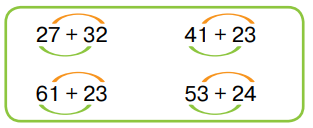 27 + 32 41 + 23
61 + 23 53 + 24